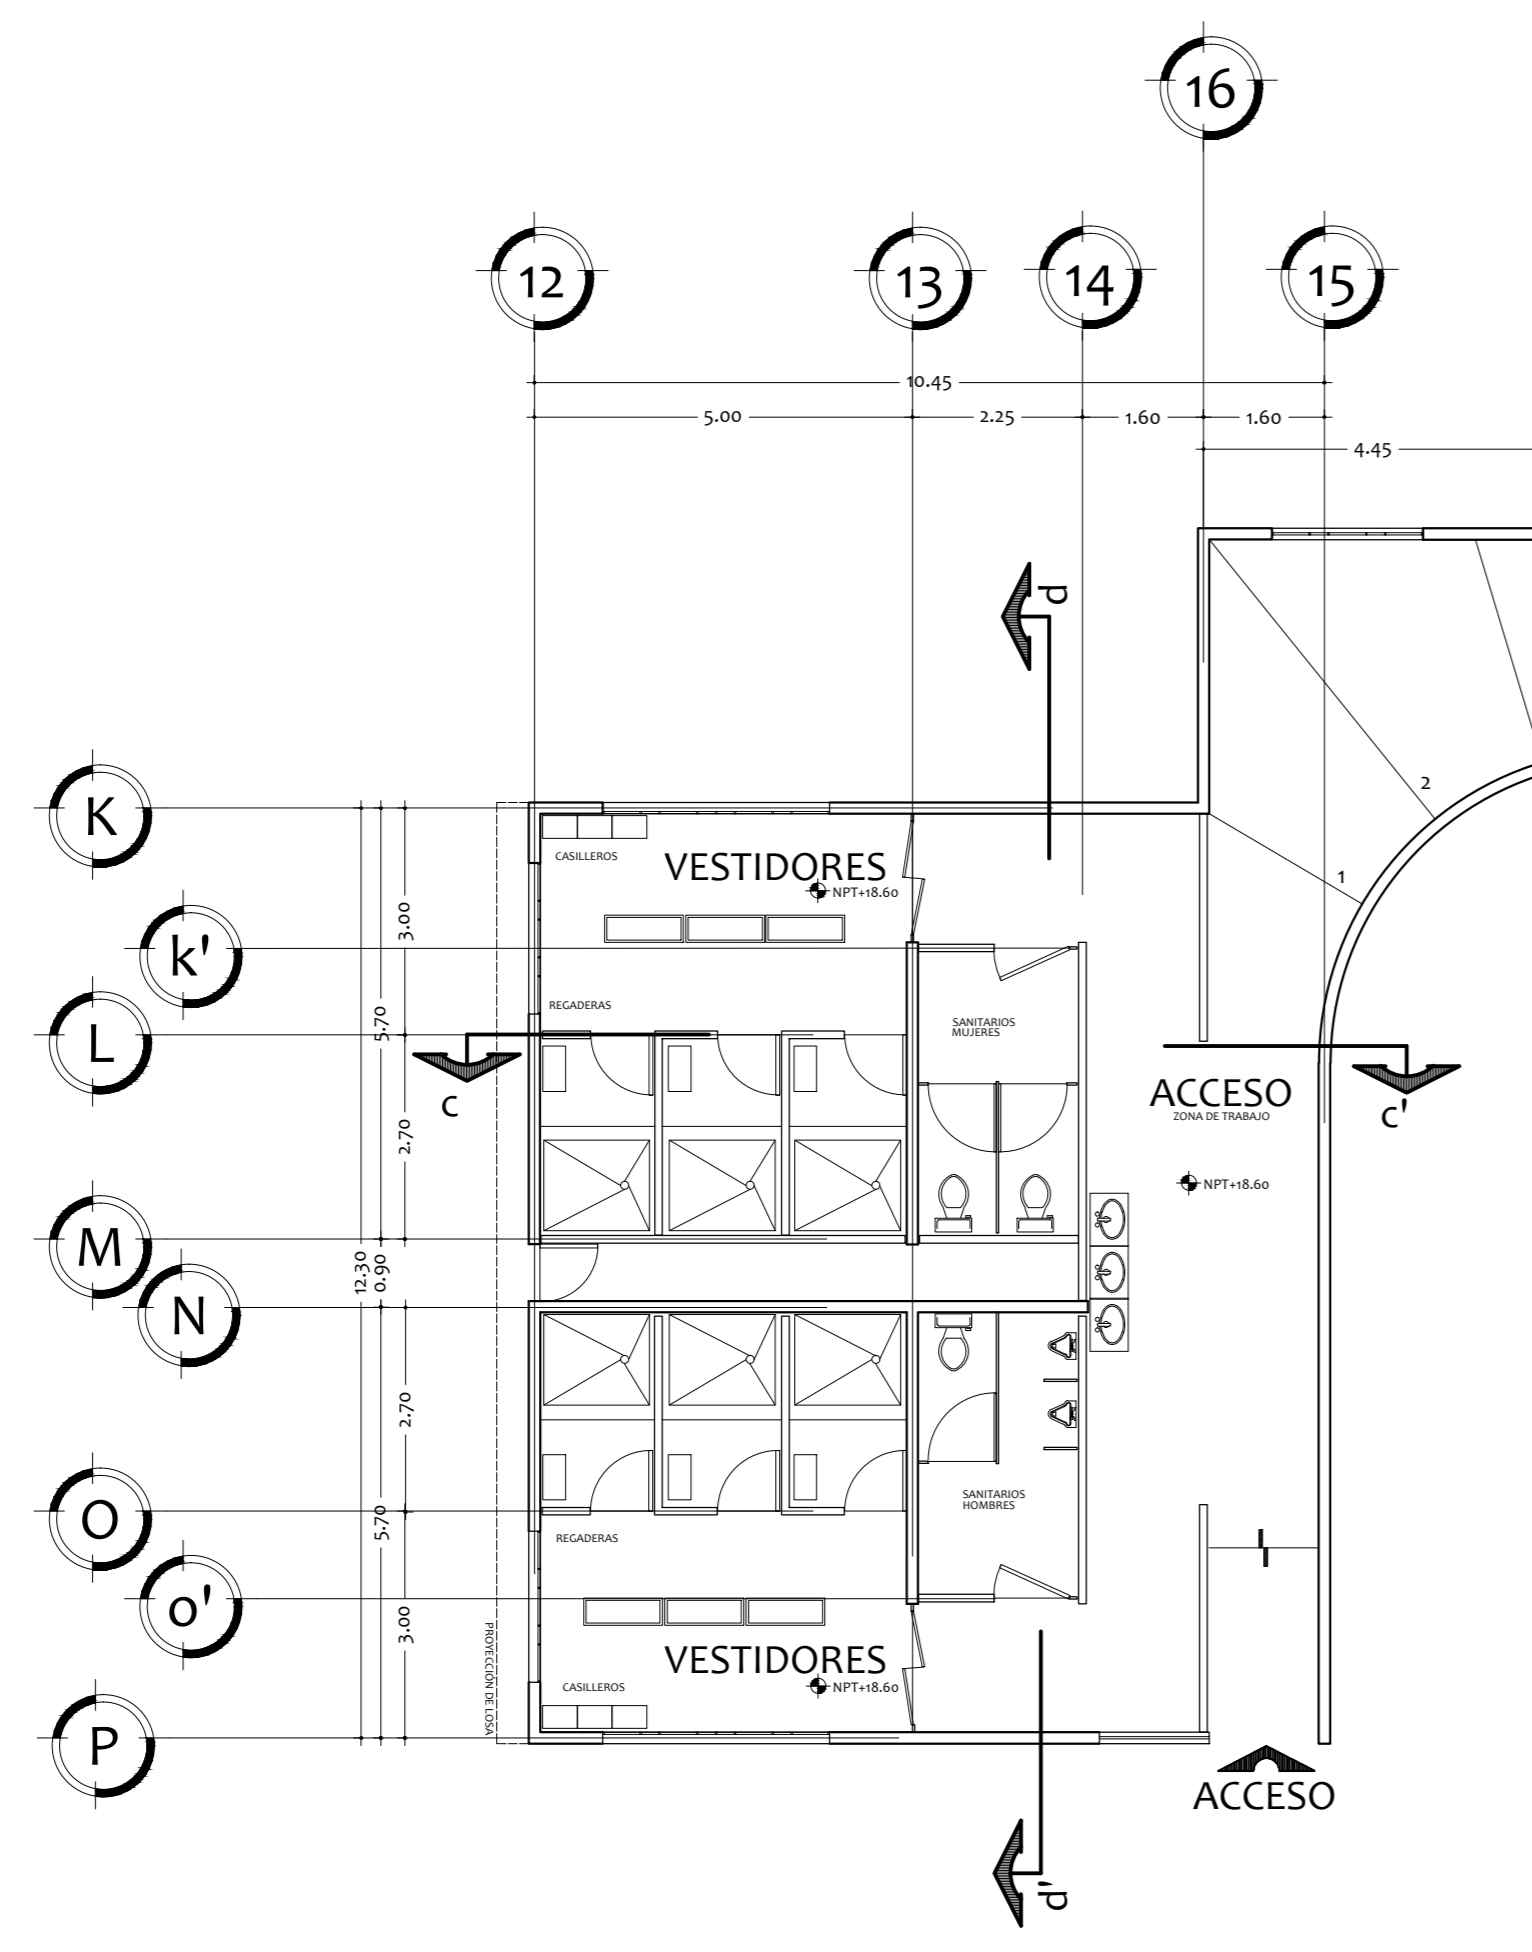 16
12
13
14
15
10.45
5.00
2.25
1.60
1.60
4.45
d
K
k'
L
M
N
O
o'
P
3.00
5.70
2.70
12.30
0.90
2.70
5.70
3.00
CASILLEROS
VESTIDORES
NPT+18.60
REGADERAS
SANITARIOS
MUJERES
2
1
c
ACCESO
ZONA DE TRABAJO
c'
NPT+18.60
SANITARIOS
HOMBRES
REGADERAS
PROYECCIÓN DE LOSA
VESTIDORES
CASILLEROS
NPT+18.60
ACCESO
d'